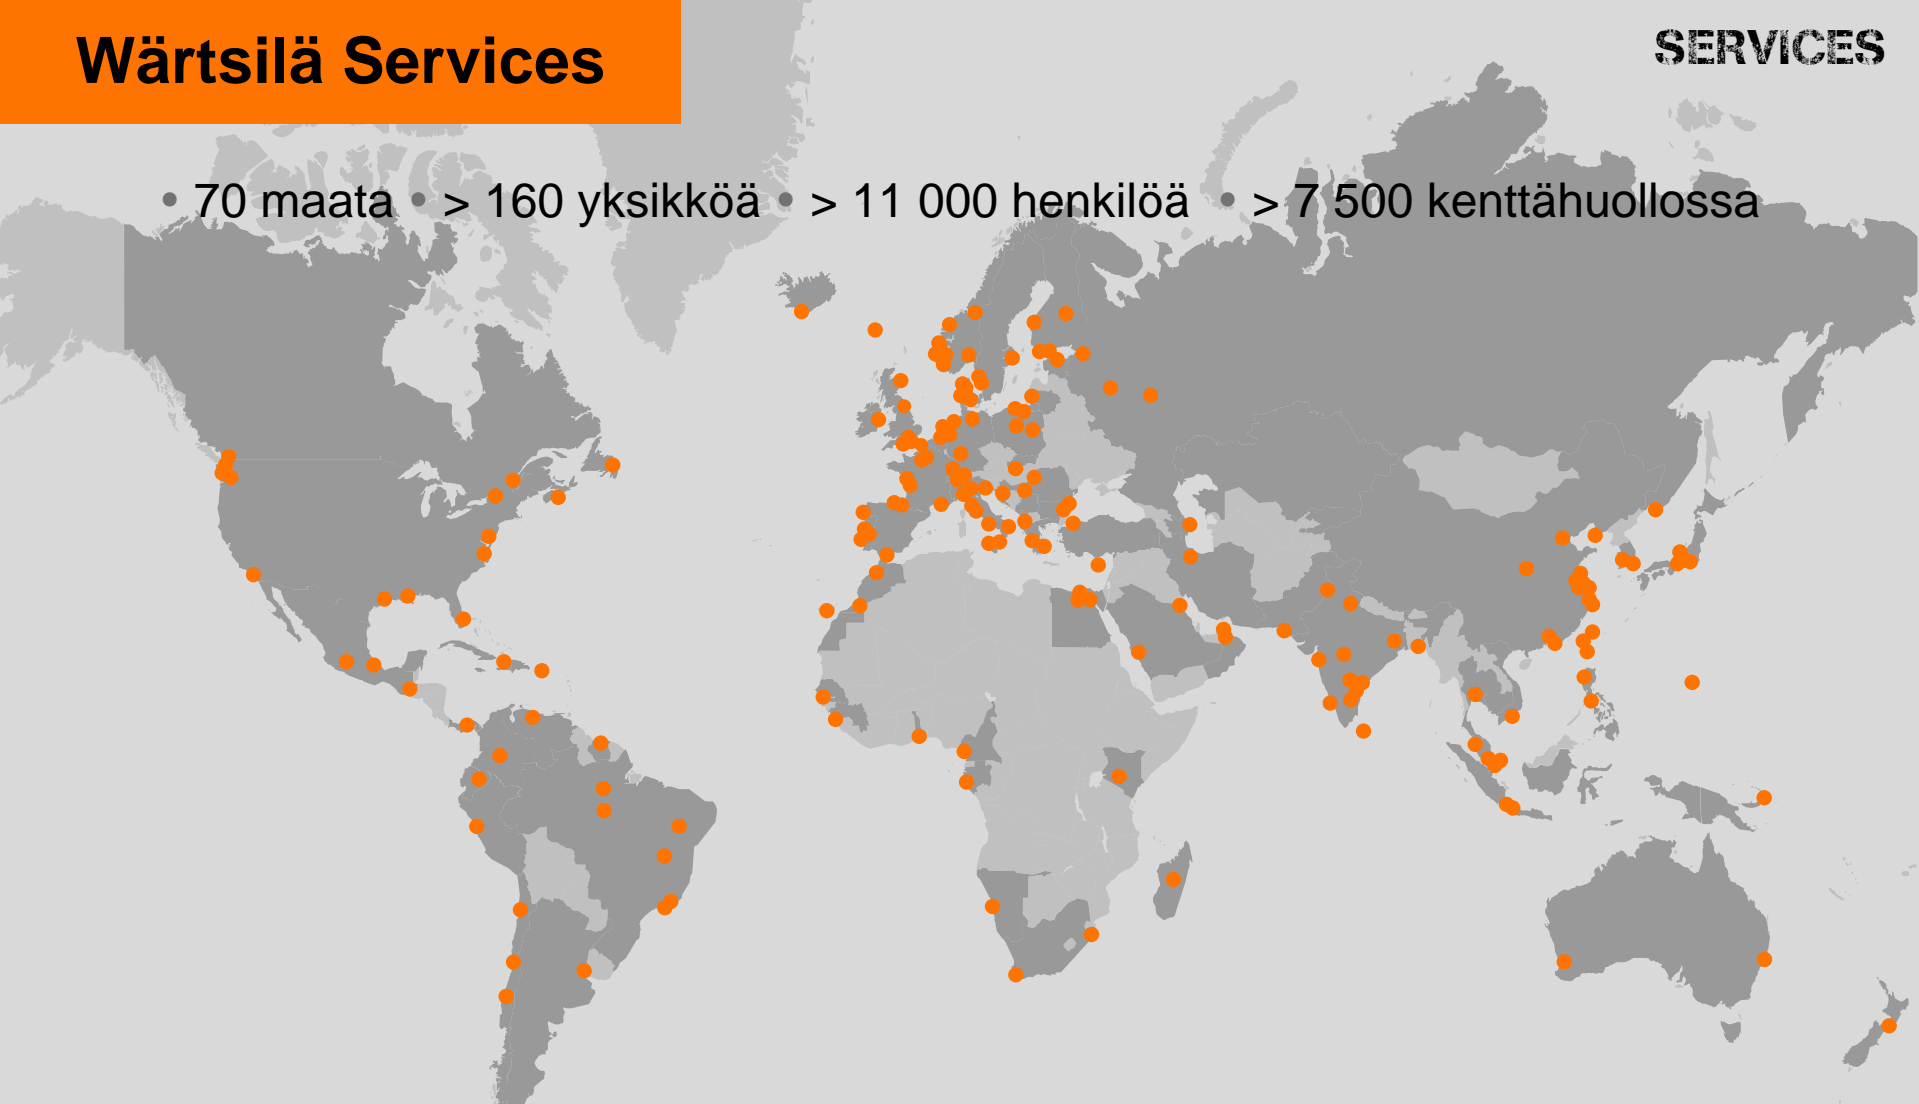 Wärtsilä Services
SERVICES
• 70 maata • > 160 yksikköä • > 11 000 henkilöä • > 7 500 kenttähuollossa